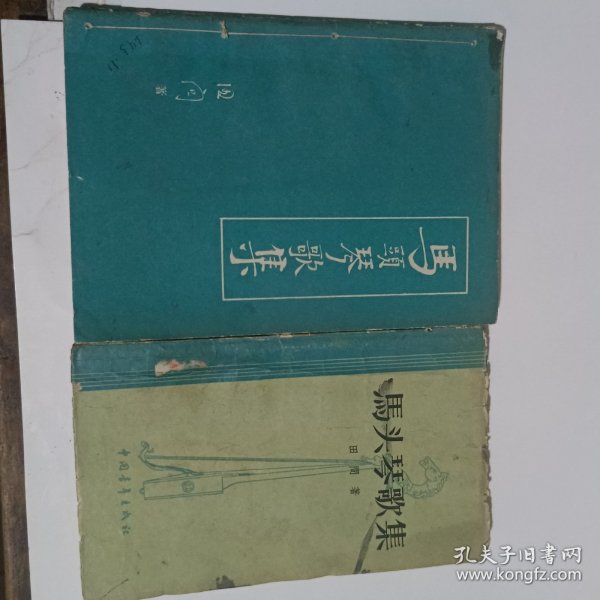 田间 著
馬頭琴歌集
馬头琴歌集
田間 著
中国青年出版社
孔夫子旧书网
www.kongfz.com